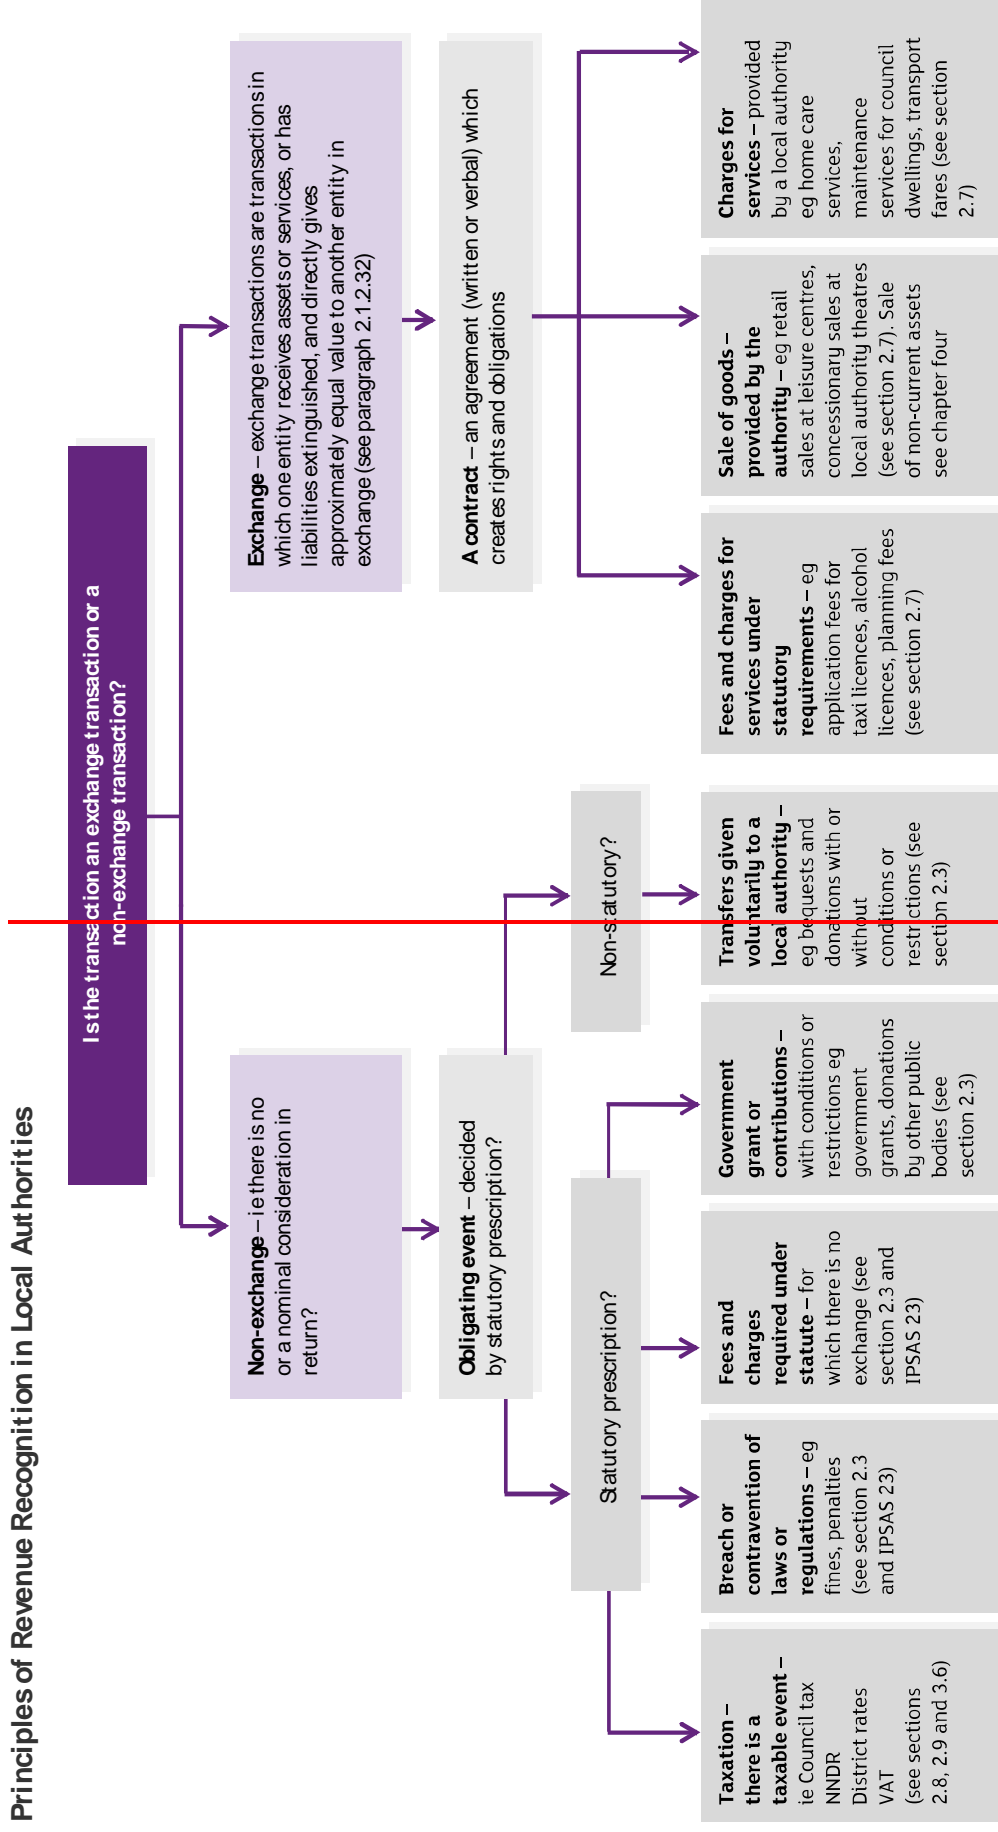 Principles of Revenue Recognition in Local Authorities
Is the transaction an exchange transaction or a
non-exchange transaction?
Non-exchange – ie there is no
or a nominal consideration in
return?
Exchange – exchange transactions are transactions in
which one entity receives assets or services, or has
liabilities extinguished, and directly gives
approximately equal value to another entity in
exchange (see paragraph 2.1.2.32)
Obligating event – decided
by statutory prescription?
A contract – an agreement (written or verbal) which
creates rights and obligations
Statutory prescription?
Non-statutory?
Taxation –
there is a
taxable event –
ie Council tax
NNDR
District rates
VAT
(see sections
2.8, 2.9 and 3.6)
Breach or
contravention of
laws or
regulations – eg
fines, penalties
(see section 2.3
and IPSAS 23)
Fees and
charges
required under
statute – for
which there is no
exchange (see
section 2.3 and
IPSAS 23)
Government
grant or
contributions –
with conditions or
restrictions eg
government
grants, donations
by other public
bodies (see
section 2.3)
Transfers given
voluntarily to a
local authority –
eg bequests and
donations with or
without
conditions or
restrictions (see
section 2.3)
Fees and charges for
services under
statutory
requirements – eg
application fees for
taxi licences, alcohol
licences, planning fees
(see section 2.7)
Sale of goods –
provided by the
authority – eg retail
sales at leisure centres,
concessionary sales at
local authority theatres
(see section 2.7). Sale
of non-current assets
see chapter four
Charges for
services – provided
by a local authority
eg home care
services,
maintenance
services for council
dwellings, transport
fares (see section
2.7)